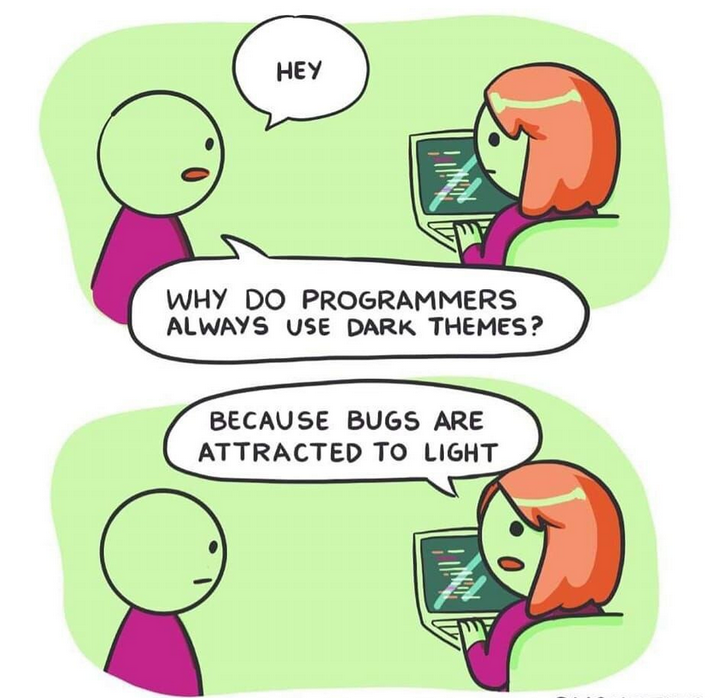 HEY
WHY DO PROGRAMMERS
ALWAYS USE DARK THEMES?
BECAUSE BUGS ARE
ATTRACTED TO LIGHT